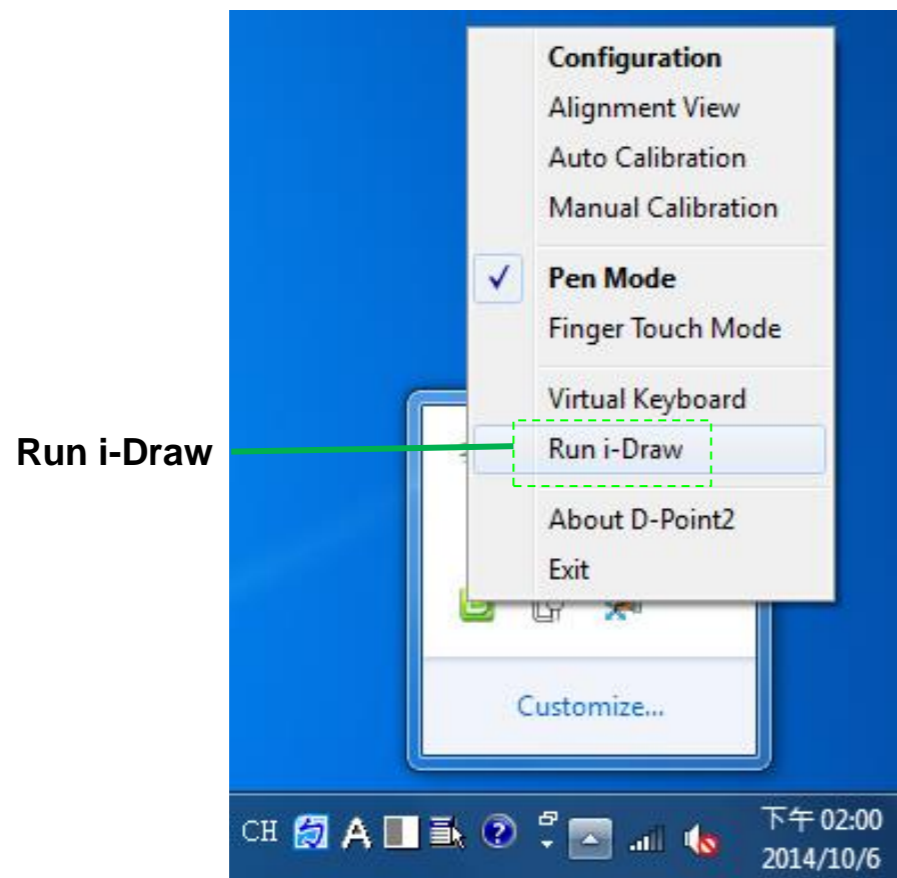 Configuration
Alignment View
Auto Calibration
Manual Calibration
Pen Mode
Finger Touch Mode
Virtual Keyboard
Run i-Draw
Run i-Draw
About D-Point2
Exit
Customize...
CH A ?
下午 02:00
2014/10/6